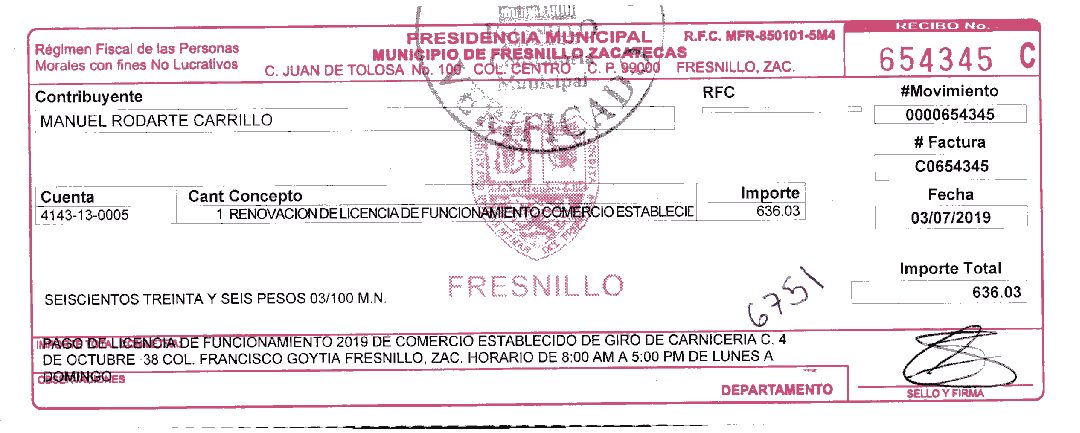 PRESIDENCIA MUNICIPAL R.F.C. MFR-850101-5M4
MUNICIPIO DE FRESNILLO ZACATECAS
C. JUAN DE TOLOSA No. 100 COL. CENTRO C. P. 99000 FRESNILLO, ZAC.
Régimen Fiscal de las Personas
Morales con fines No Lucrativos
RECIBO No.
654345 C
Municipal
VERIFICAD
Contribuyente
MANUEL RODARTE CARRILLO
RFC
#Movimiento
0000654345
# Factura
C0654345
Fecha
03/07/2019
Cuenta Cant Concepto Importe
4143-13-0005 1 RENOVACION DE LICENCIA DE FUNCIONAMIENTO COMERCIO ESTABLECIE 636.03
FRESNILLO
Importe Total
636.03
SEISCIENTOS TREINTA Y SEIS PESOS 03/100 M.N.
6751
PAGO DE LICENCIA DE FUNCIONAMIENTO 2019 DE COMERCIO ESTABLECIDO DE GIRO DE CARNICERIA C. 4
DE OCTUBRE 38 COL. FRANCISCO GOYTIA FRESNILLO, ZAC. HORARIO DE 8:00 AM A 5:00 PM DE LUNES A
DOMINGO
OBSERVACIONES
DEPARTAMENTO
SELLO Y FIRMA